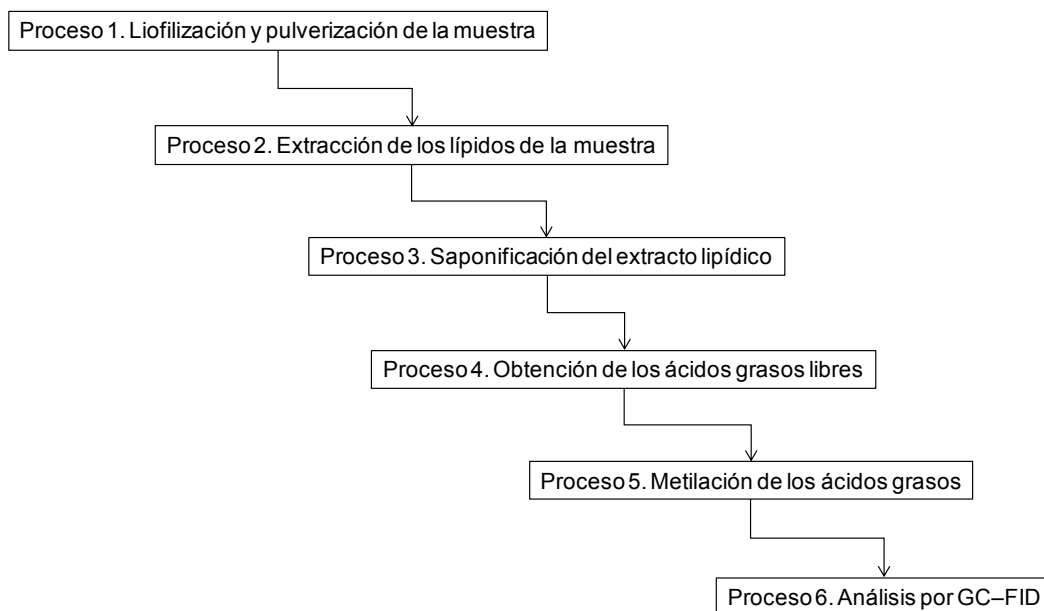 Proceso 1. Liofilización y pulverización de la muestra
Proceso 2. Extracción de los lípidos de la muestra
Proceso 3. Saponificación del extracto lipídico
Proceso 4. Obtención de los ácidos grasos libres
Proceso 5. Metilación de los ácidos grasos
Proceso 6. Análisis por GC–FID